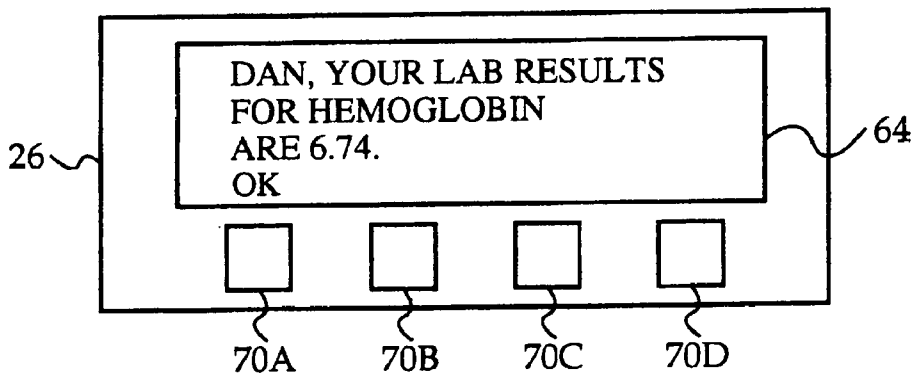 DAN, YOUR LAB RESULTS
FOR HEMOGLOBIN
ARE 6.74.
OK
26
64
70A 70B 70C 70D